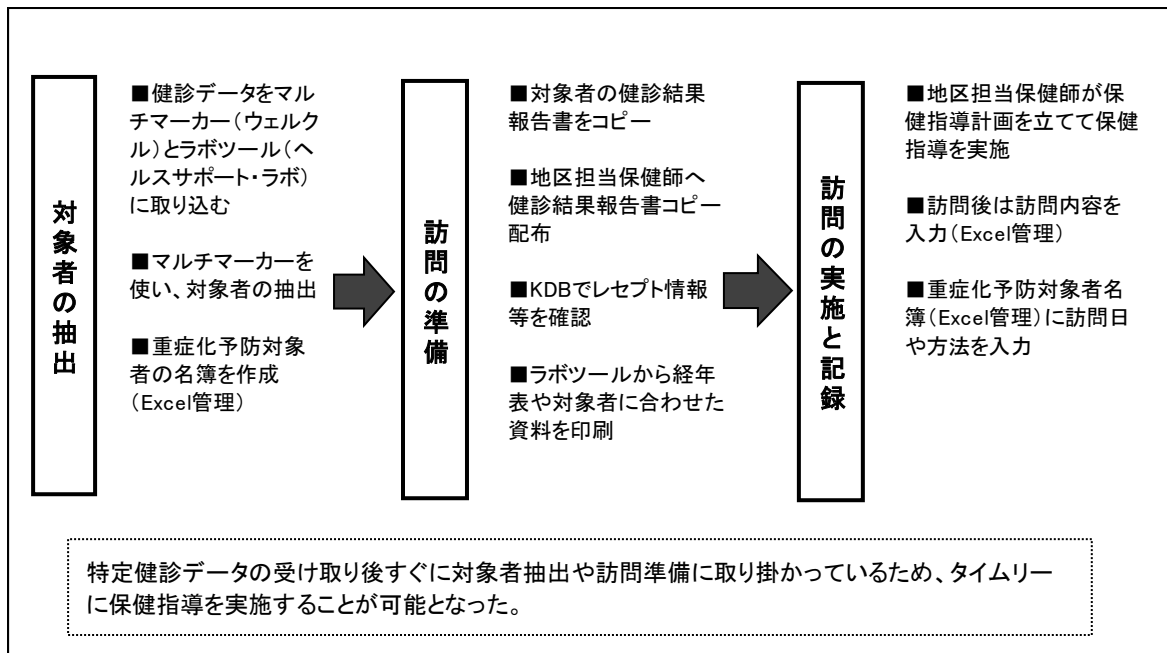 対象者の抽出
■健診データをマル
チマーカー(ウェルク
ル)とラボツール(ヘ
ルスサポート・ラボ)
に取り込む
■マルチマーカーを
使い、対象者の抽出
■重症化予防対象
者の名簿を作成
(Excel管理)
訪問の準備
■対象者の健診結果
報告書をコピー
■地区担当保健師へ
健診結果報告書コピー
配布
■KDBでレセプト情報
等を確認
■ラボツールから経年
表や対象者に合わせた
資料を印刷
訪問の実施と記録
■地区担当保健師が保
健指導計画を立てて保健
指導を実施
■訪問後は訪問内容を
入力(Excel管理)
■重症化予防対象者名
簿(Excel管理)に訪問日
や方法を入力
特定健診データの受け取り後すぐに対象者抽出や訪問準備に取り掛かっているため、タイムリー
に保健指導を実施することが可能となった。